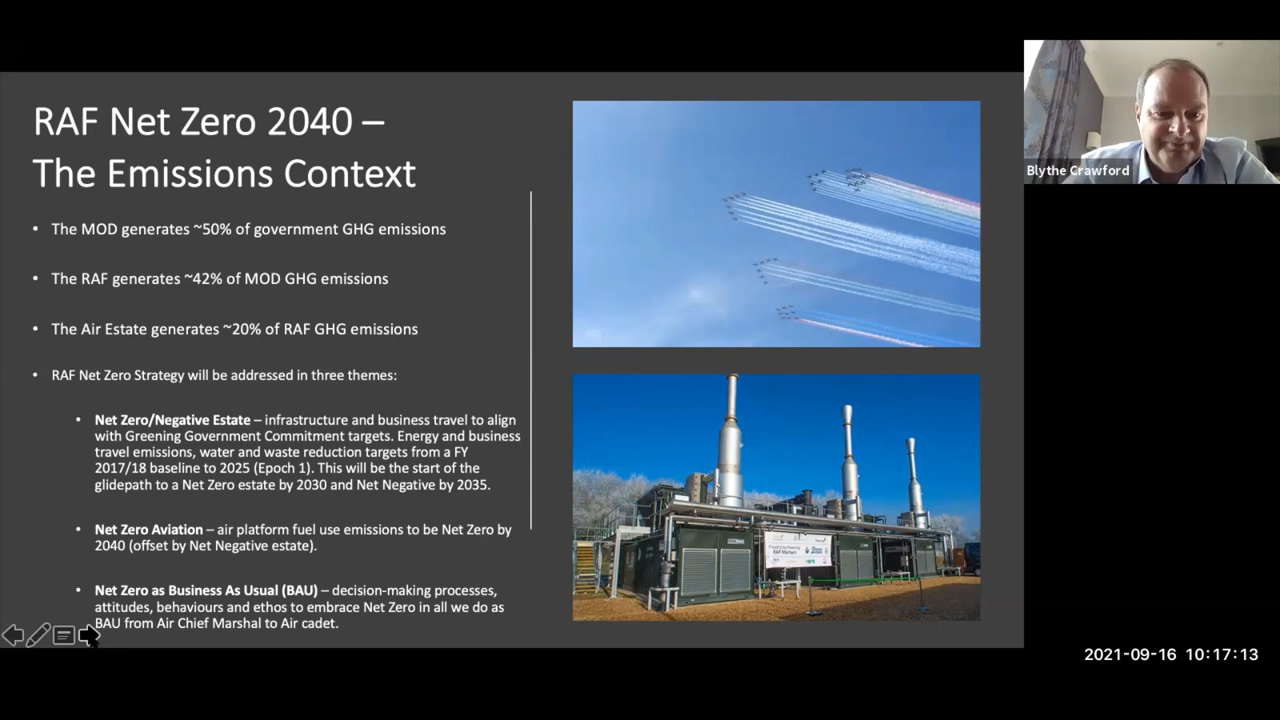 RAF Net Zero 2040 –
The Emissions Context
• The MOD generates ~50% of government GHG emissions
• The RAF generates ~42% of MOD GHG emissions
• The Air Estate generates ~20% of RAF GHG emissions
• RAF Net Zero Strategy will be addressed in three themes:
• Net Zero/Negative Estate – infrastructure and business travel to align
with Greening Government Commitment targets. Energy and business
travel emissions, water and waste reduction targets from a FY
2017/18 baseline to 2025 (Epoch 1). This will be the start of the
glidepath to a Net Zero estate by 2030 and Net Negative by 2035.
• Net Zero Aviation – air platform fuel use emissions to be Net Zero by
2040 (offset by Net Negative estate).
• Net Zero as Business As Usual (BAU) – decision-making processes,
attitudes, behaviours and ethos to embrace Net Zero in all we do as
BAU from Air Chief Marshal to Air cadet.
RAF Marham
Blythe Crawford
2021-09-16 10:17:13